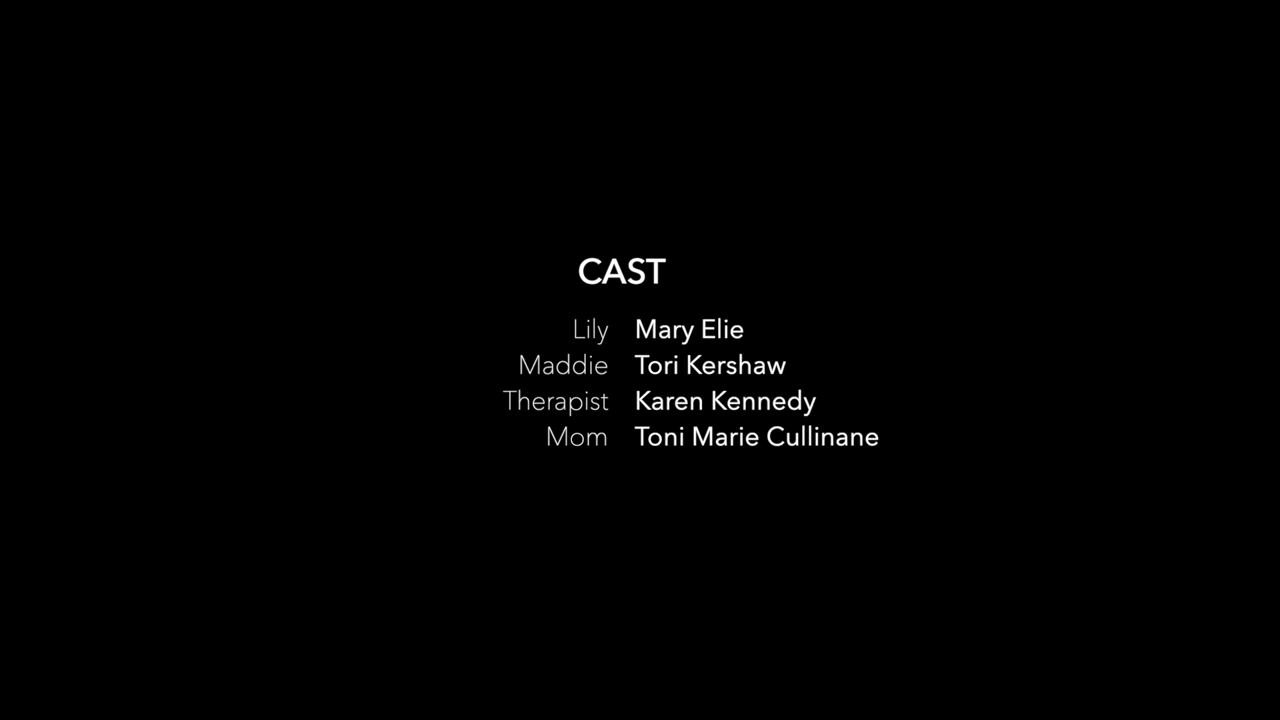 CAST
Lily Mary Elie
Maddie Tori Kershaw
Therapist Karen Kennedy
Mom Toni Marie Cullinane